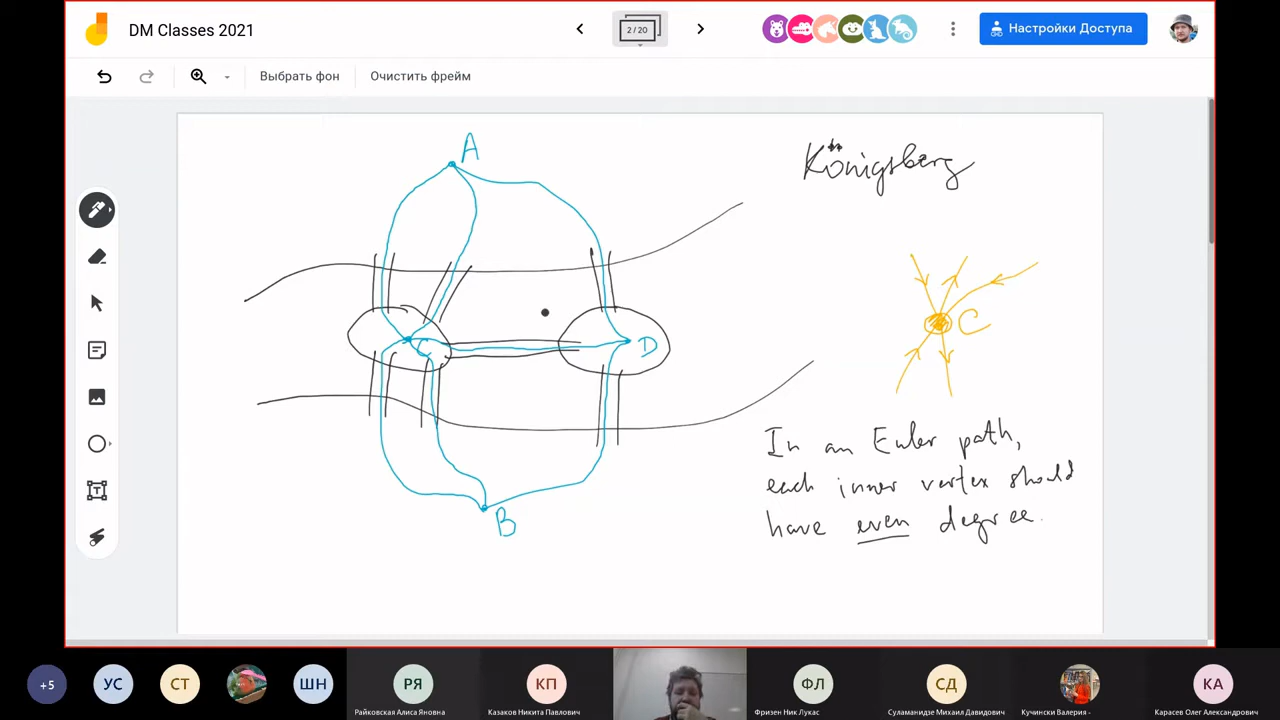 DM Classes 2021
2/20
Настройки Доступа
Выбрать фон
Очистить фрейм
A
Königsberg
C
C
D
In an Euler path,
each inner vertex should
have even degree.
B
+5
УС
СТ
ШН
РЯ
Райковская Алиса Яновна
КП
Казаков Никита Павлович
ФЛ
Фризен Ник Лукас
СД
Суламанидзе Михаил Давидович
Кучински Валерия -
КА
Карасев Олег Александрович